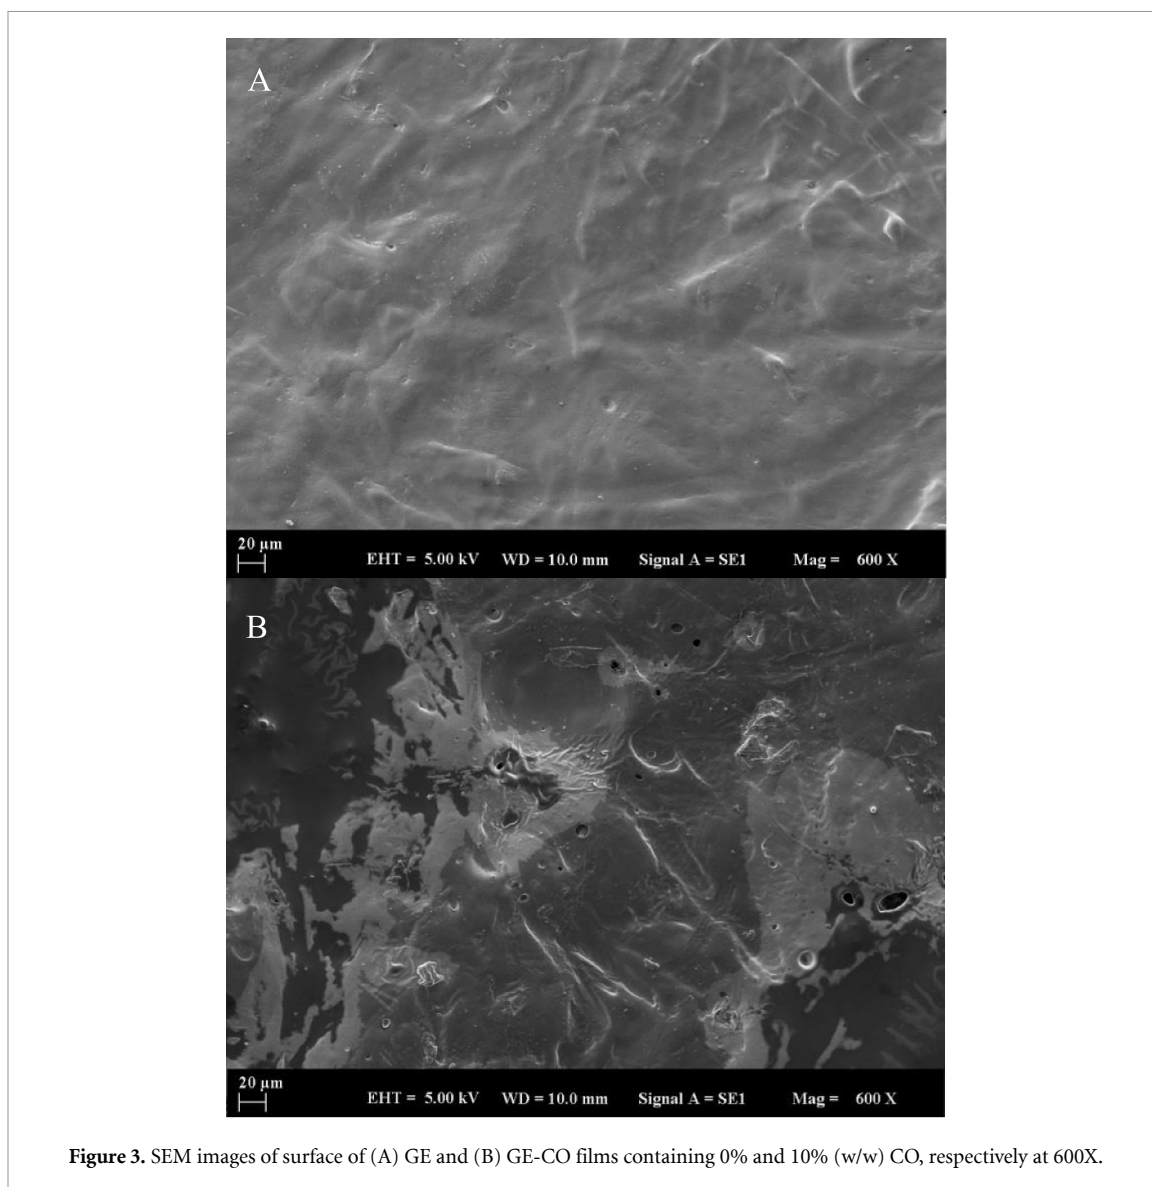 A
20 µm
EHT = 5.00 kV WD = 10.0 mm Signal A = SE1 Mag = 600 X
B
20 µm
EHT = 5.00 kV WD = 10.0 mm Signal A = SE1 Mag = 600 X
Figure 3. SEM images of surface of (A) GE and (B) GE-CO films containing 0% and 10% (w/w) CO, respectively at 600X.